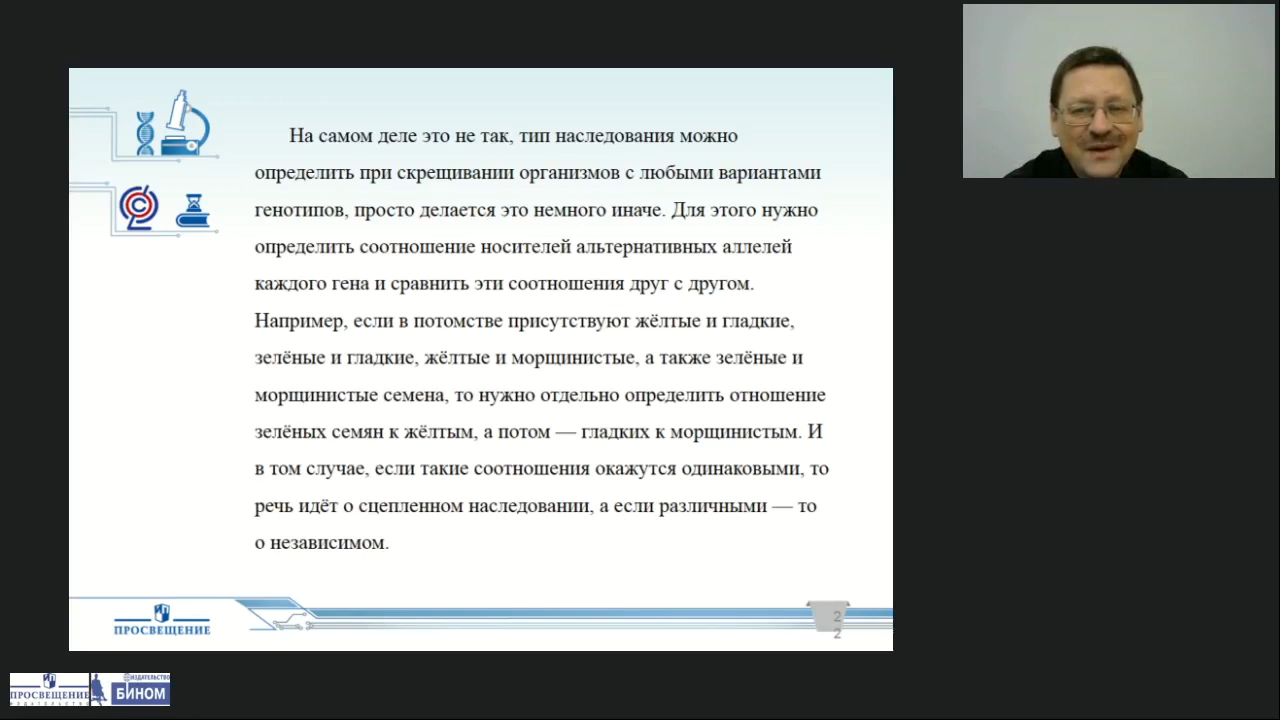 На самом деле это не так, тип наследования можно
определить при скрещивании организмов с любыми вариантами
генотипов, просто делается это немного иначе. Для этого нужно
определить соотношение носителей альтернативных аллелей
каждого гена и сравнить эти соотношения друг с другом.
Например, если в потомстве присутствуют жёлтые и гладкие,
зелёные и гладкие, жёлтые и морщинистые, а также зелёные и
морщинистые семена, то нужно отдельно определить отношение
зелёных семян к жёлтым, а потом — гладких к морщинистым. И
в том случае, если такие соотношения окажутся одинаковыми, то
речь идёт о сцепленном наследовании, а если различными — то
о независимом.
ПРОСВЕЩЕНИЕ
2
2
ПРОСВЕЩЕНИЕ
ИЗДАТЕЛЬСТВО
ИЗДАТЕЛЬСТВО
БИНОМ